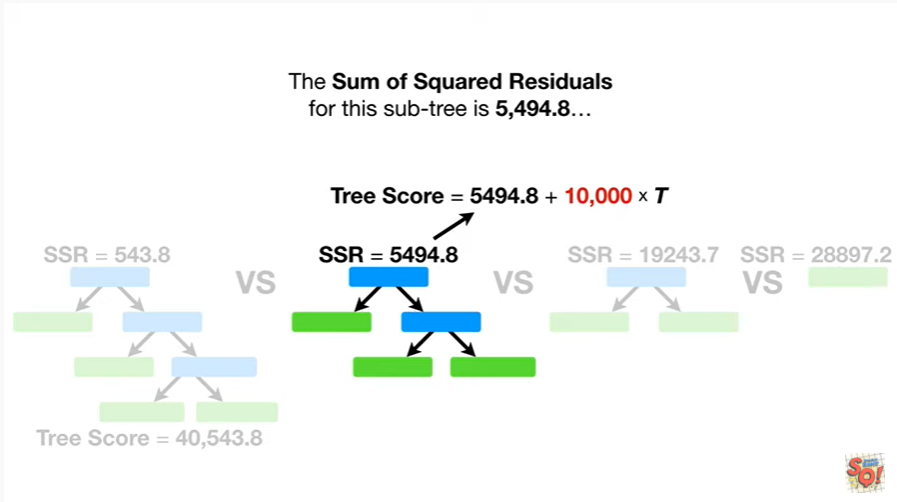 The Sum of Squared Residuals
for this sub-tree is 5,494.8…
Tree Score = 5494.8 + 10,000 x T
SSR = 543.8
SSR = 5494.8
SSR = 19243.7
SSR = 28897.2
VS
VS
VS
Tree Score = 40,543.8
SQ!